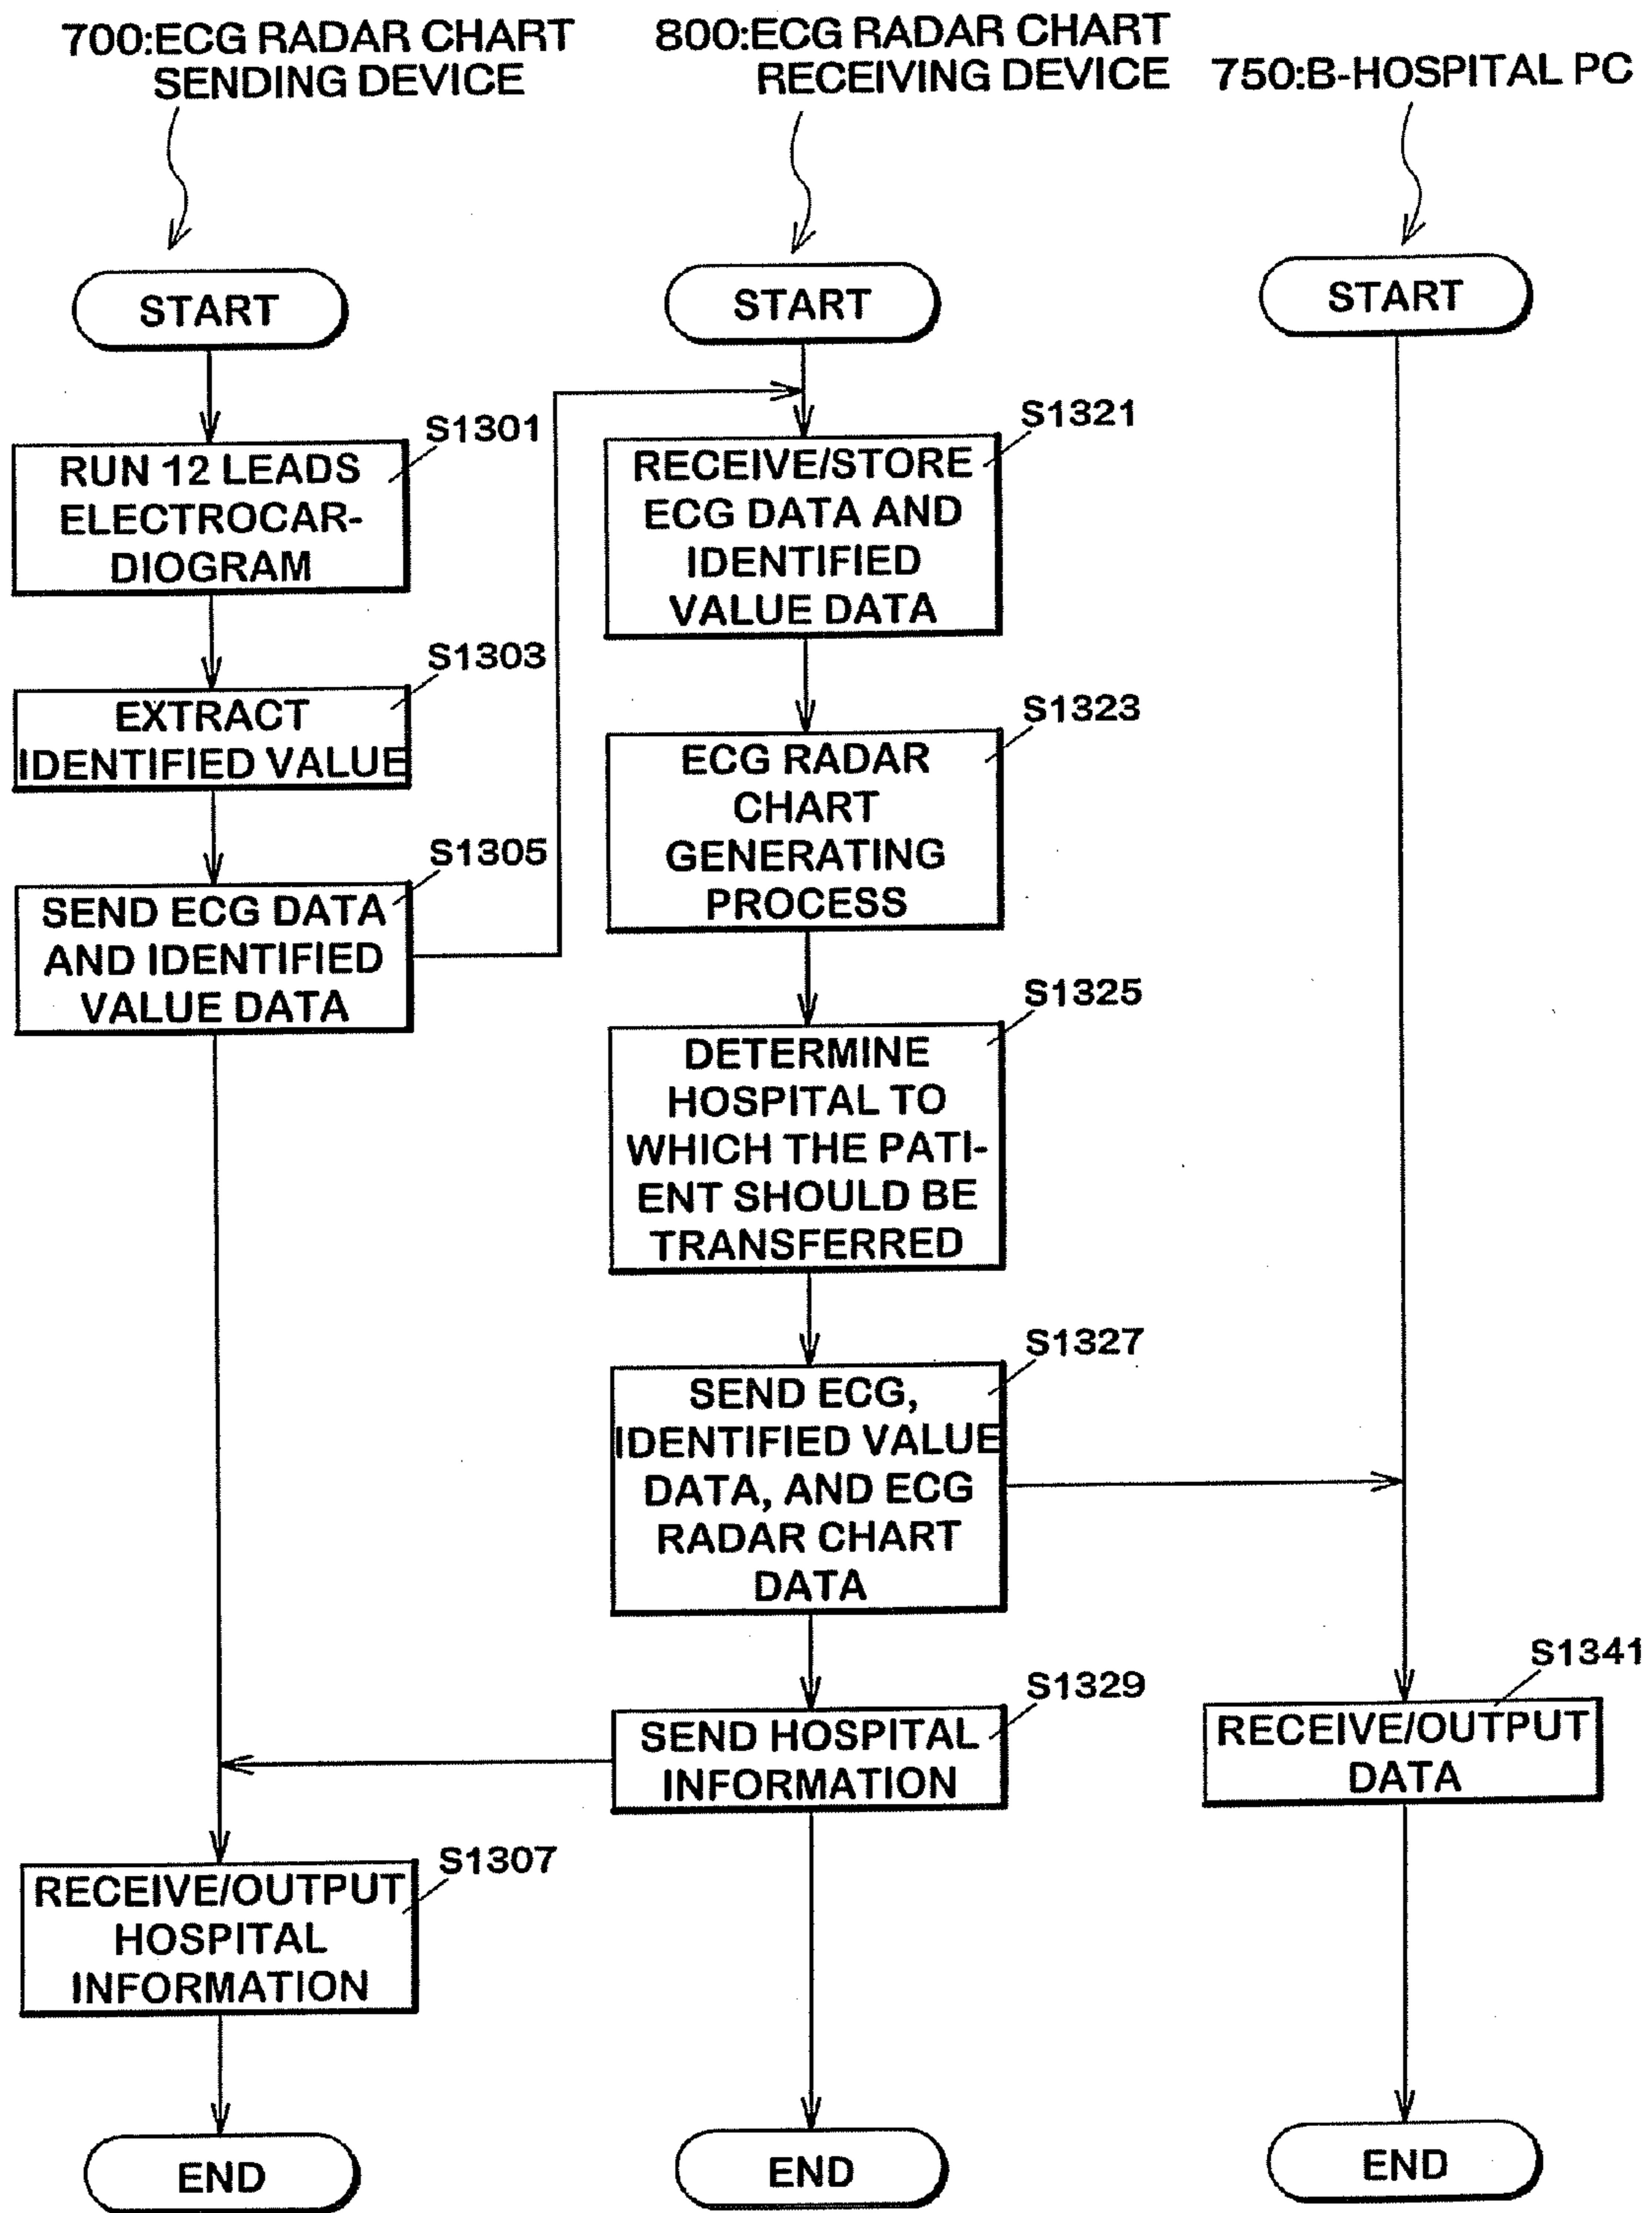 700:ECG RADAR CHART
SENDING DEVICE
800:ECG RADAR CHART
RECEIVING DEVICE
750:B-HOSPITAL PC
START
START
START
S1301
RUN 12 LEADS
ELECTROCAR-
DIOGRAM
S1303
EXTRACT
IDENTIFIED VALUE
S1305
SEND ECG DATA
AND IDENTIFIED
VALUE DATA
S1321
RECEIVE/STORE
ECG DATA AND
IDENTIFIED
VALUE DATA
S1323
ECG RADAR
CHART
GENERATING
PROCESS
S1325
DETERMINE
HOSPITAL TO
WHICH THE PATI-
ENT SHOULD BE
TRANSFERRED
S1327
SEND ECG,
IDENTIFIED VALUE
DATA, AND ECG
RADAR CHART
DATA
S1329
SEND HOSPITAL
INFORMATION
S1341
RECEIVE/OUTPUT
DATA
S1307
RECEIVE/OUTPUT
HOSPITAL
INFORMATION
END
END
END